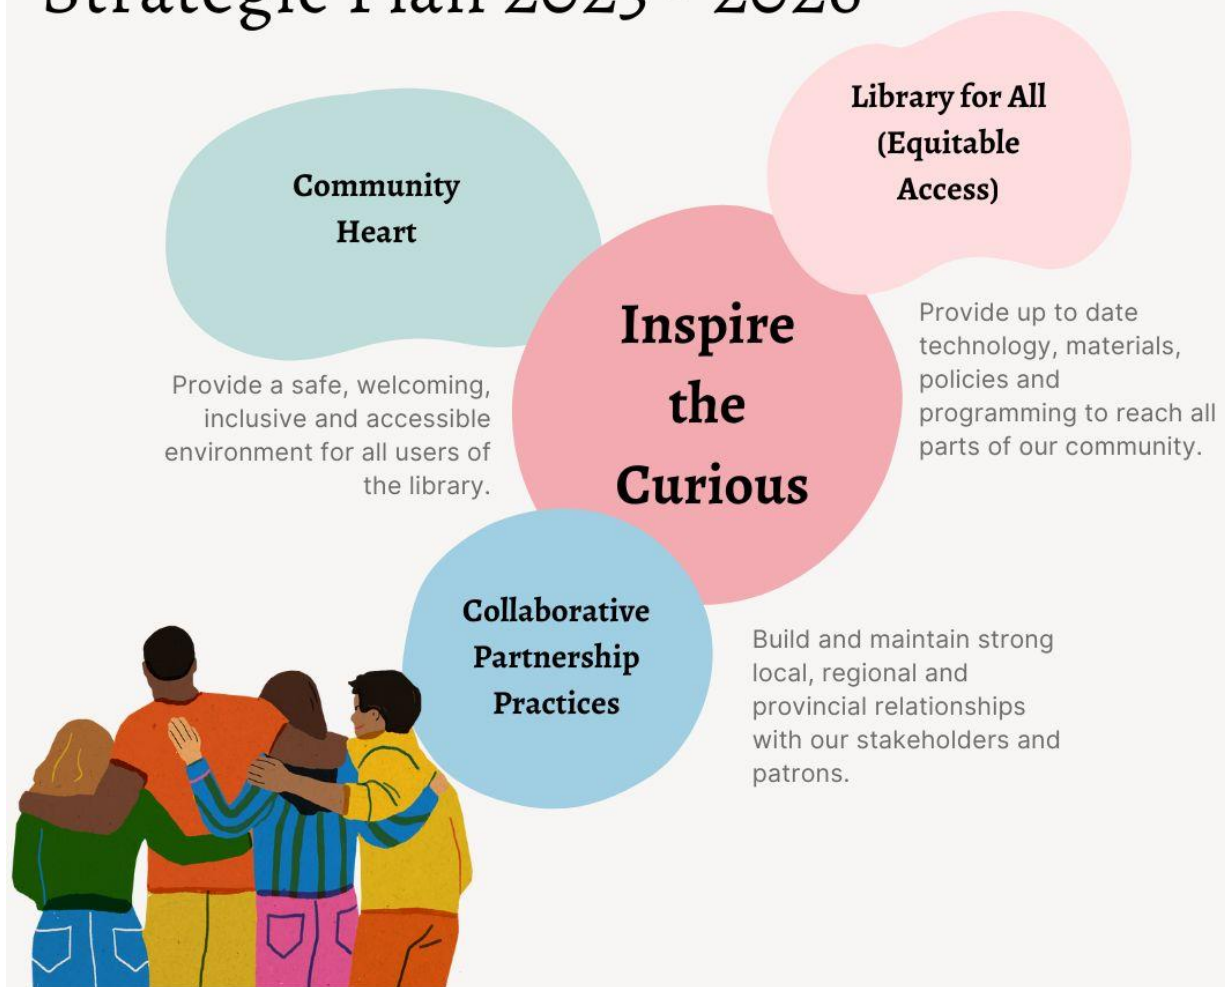 Strategic Plan 2023 - 2026
Community
Heart
Provide a safe, welcoming,
inclusive and accessible
environment for all users of
the library.
Library for All
(Equitable
Access)
Provide up to date
technology, materials,
policies and
programming to reach all
parts of our community.
Inspire
the
Curious
Collaborative
Partnership
Practices
Build and maintain strong
local, regional and
provincial relationships
with our stakeholders and
patrons.